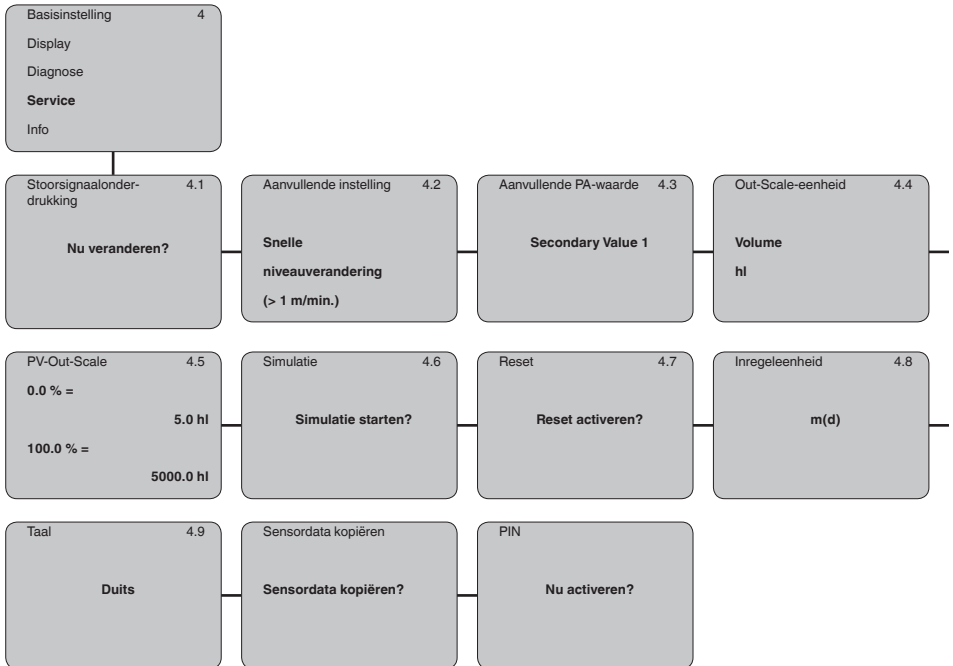 Basisinstelling 4
Display
Diagnose
Service
Info
Stoorsignaalonder- 4.1
drukking
Nu veranderen?
Aanvullende instelling 4.2
Snelle
niveauverandering
(> 1 m/min.)
Aanvullende PA-waarde 4.3
Secondary Value 1
Out-Scale-eenheid 4.4
Volume
hl
PV-Out-Scale 4.5
0.0 % =
5.0 hl
100.0 % =
5000.0 hl
Simulatie 4.6
Simulatie starten?
Reset 4.7
Reset activeren?
Inregeleenheid 4.8
m(d)
Taal 4.9
Duits
Sensordata kopiëren
Sensordata kopiëren?
PIN
Nu activeren?